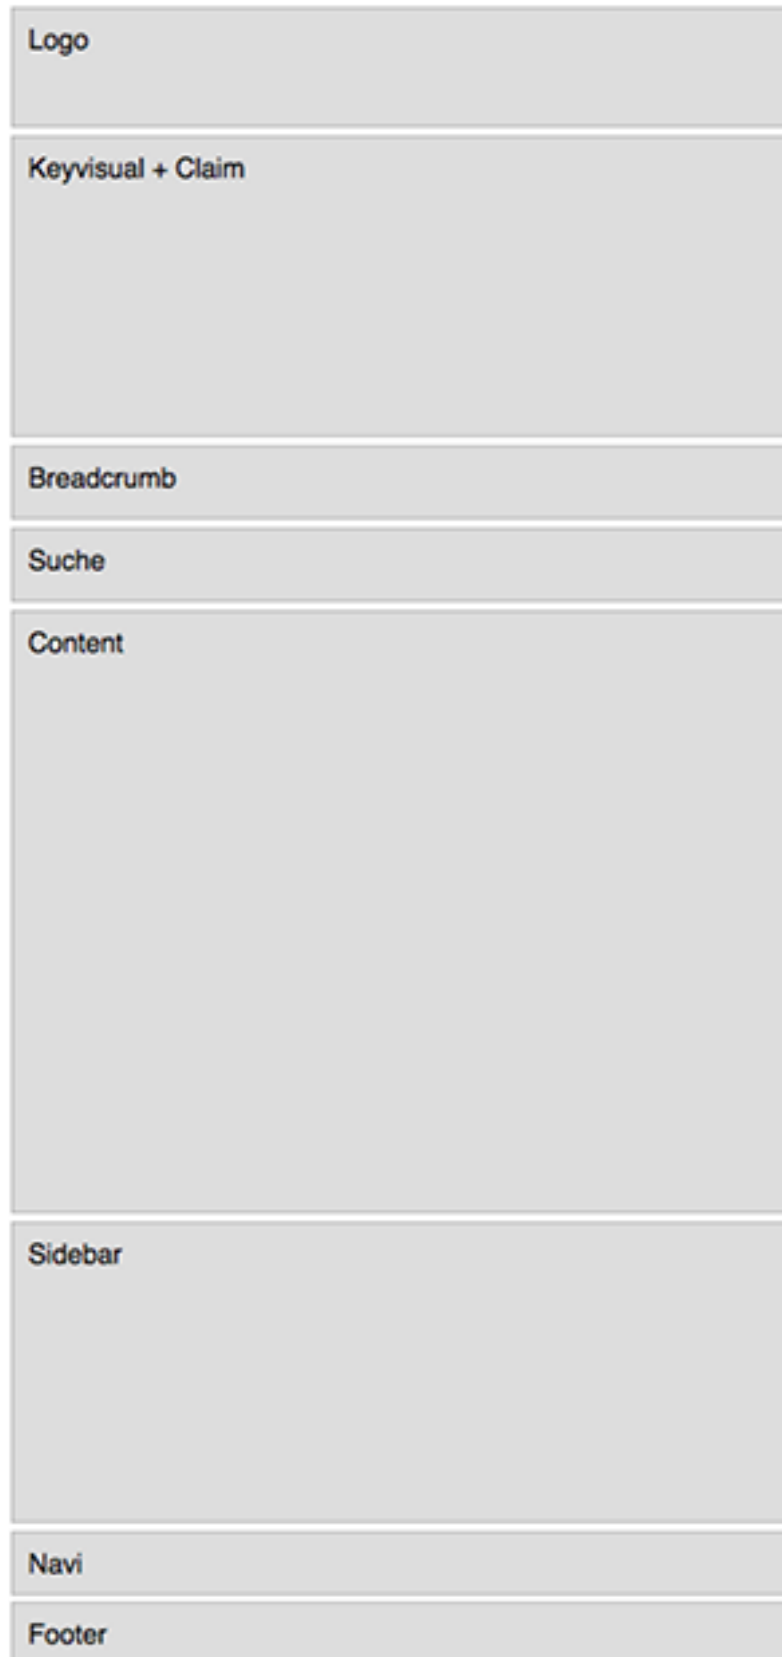 Logo
Keyvisual + Claim
Breadcrumb
Suche
Content
Sidebar
Navi
Footer